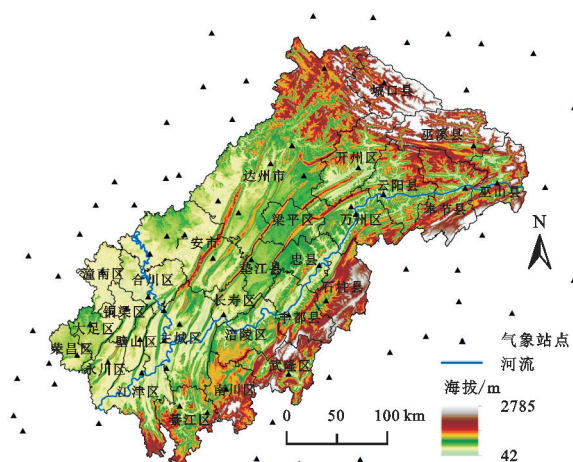 城口县
巫溪县
开州区
达州市
云阳县
巫山县
奉节县
万州区
梁平区
安市
忠县
垫江县
石柱县
潼南区
合川区
长寿区
丰都县
铜梁区
大足区
主城区
涪陵区
璧山区
荣昌区
永川区
武隆区
江津区
南川区
綦江区
N
气象站点
河流
海拔/m
2785
42
0 50 100 km